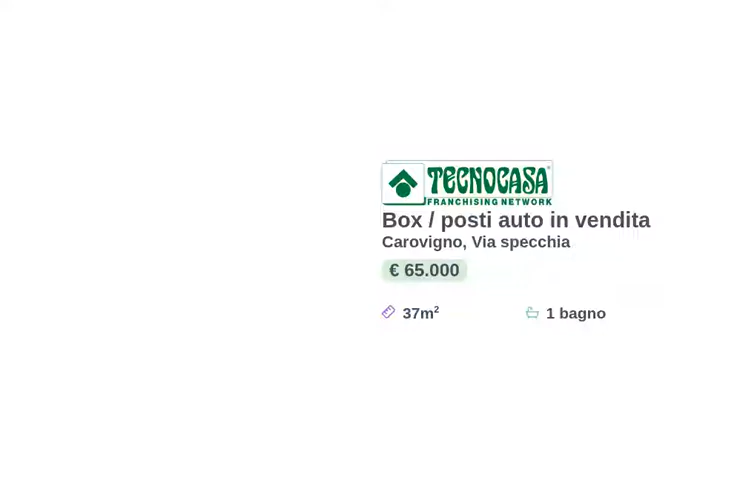 TECNOCASA
FRANCHISING NETWORK
Box / posti auto in vendita
Carovigno, Via specchia
€ 65.000
37m²
1 bagno